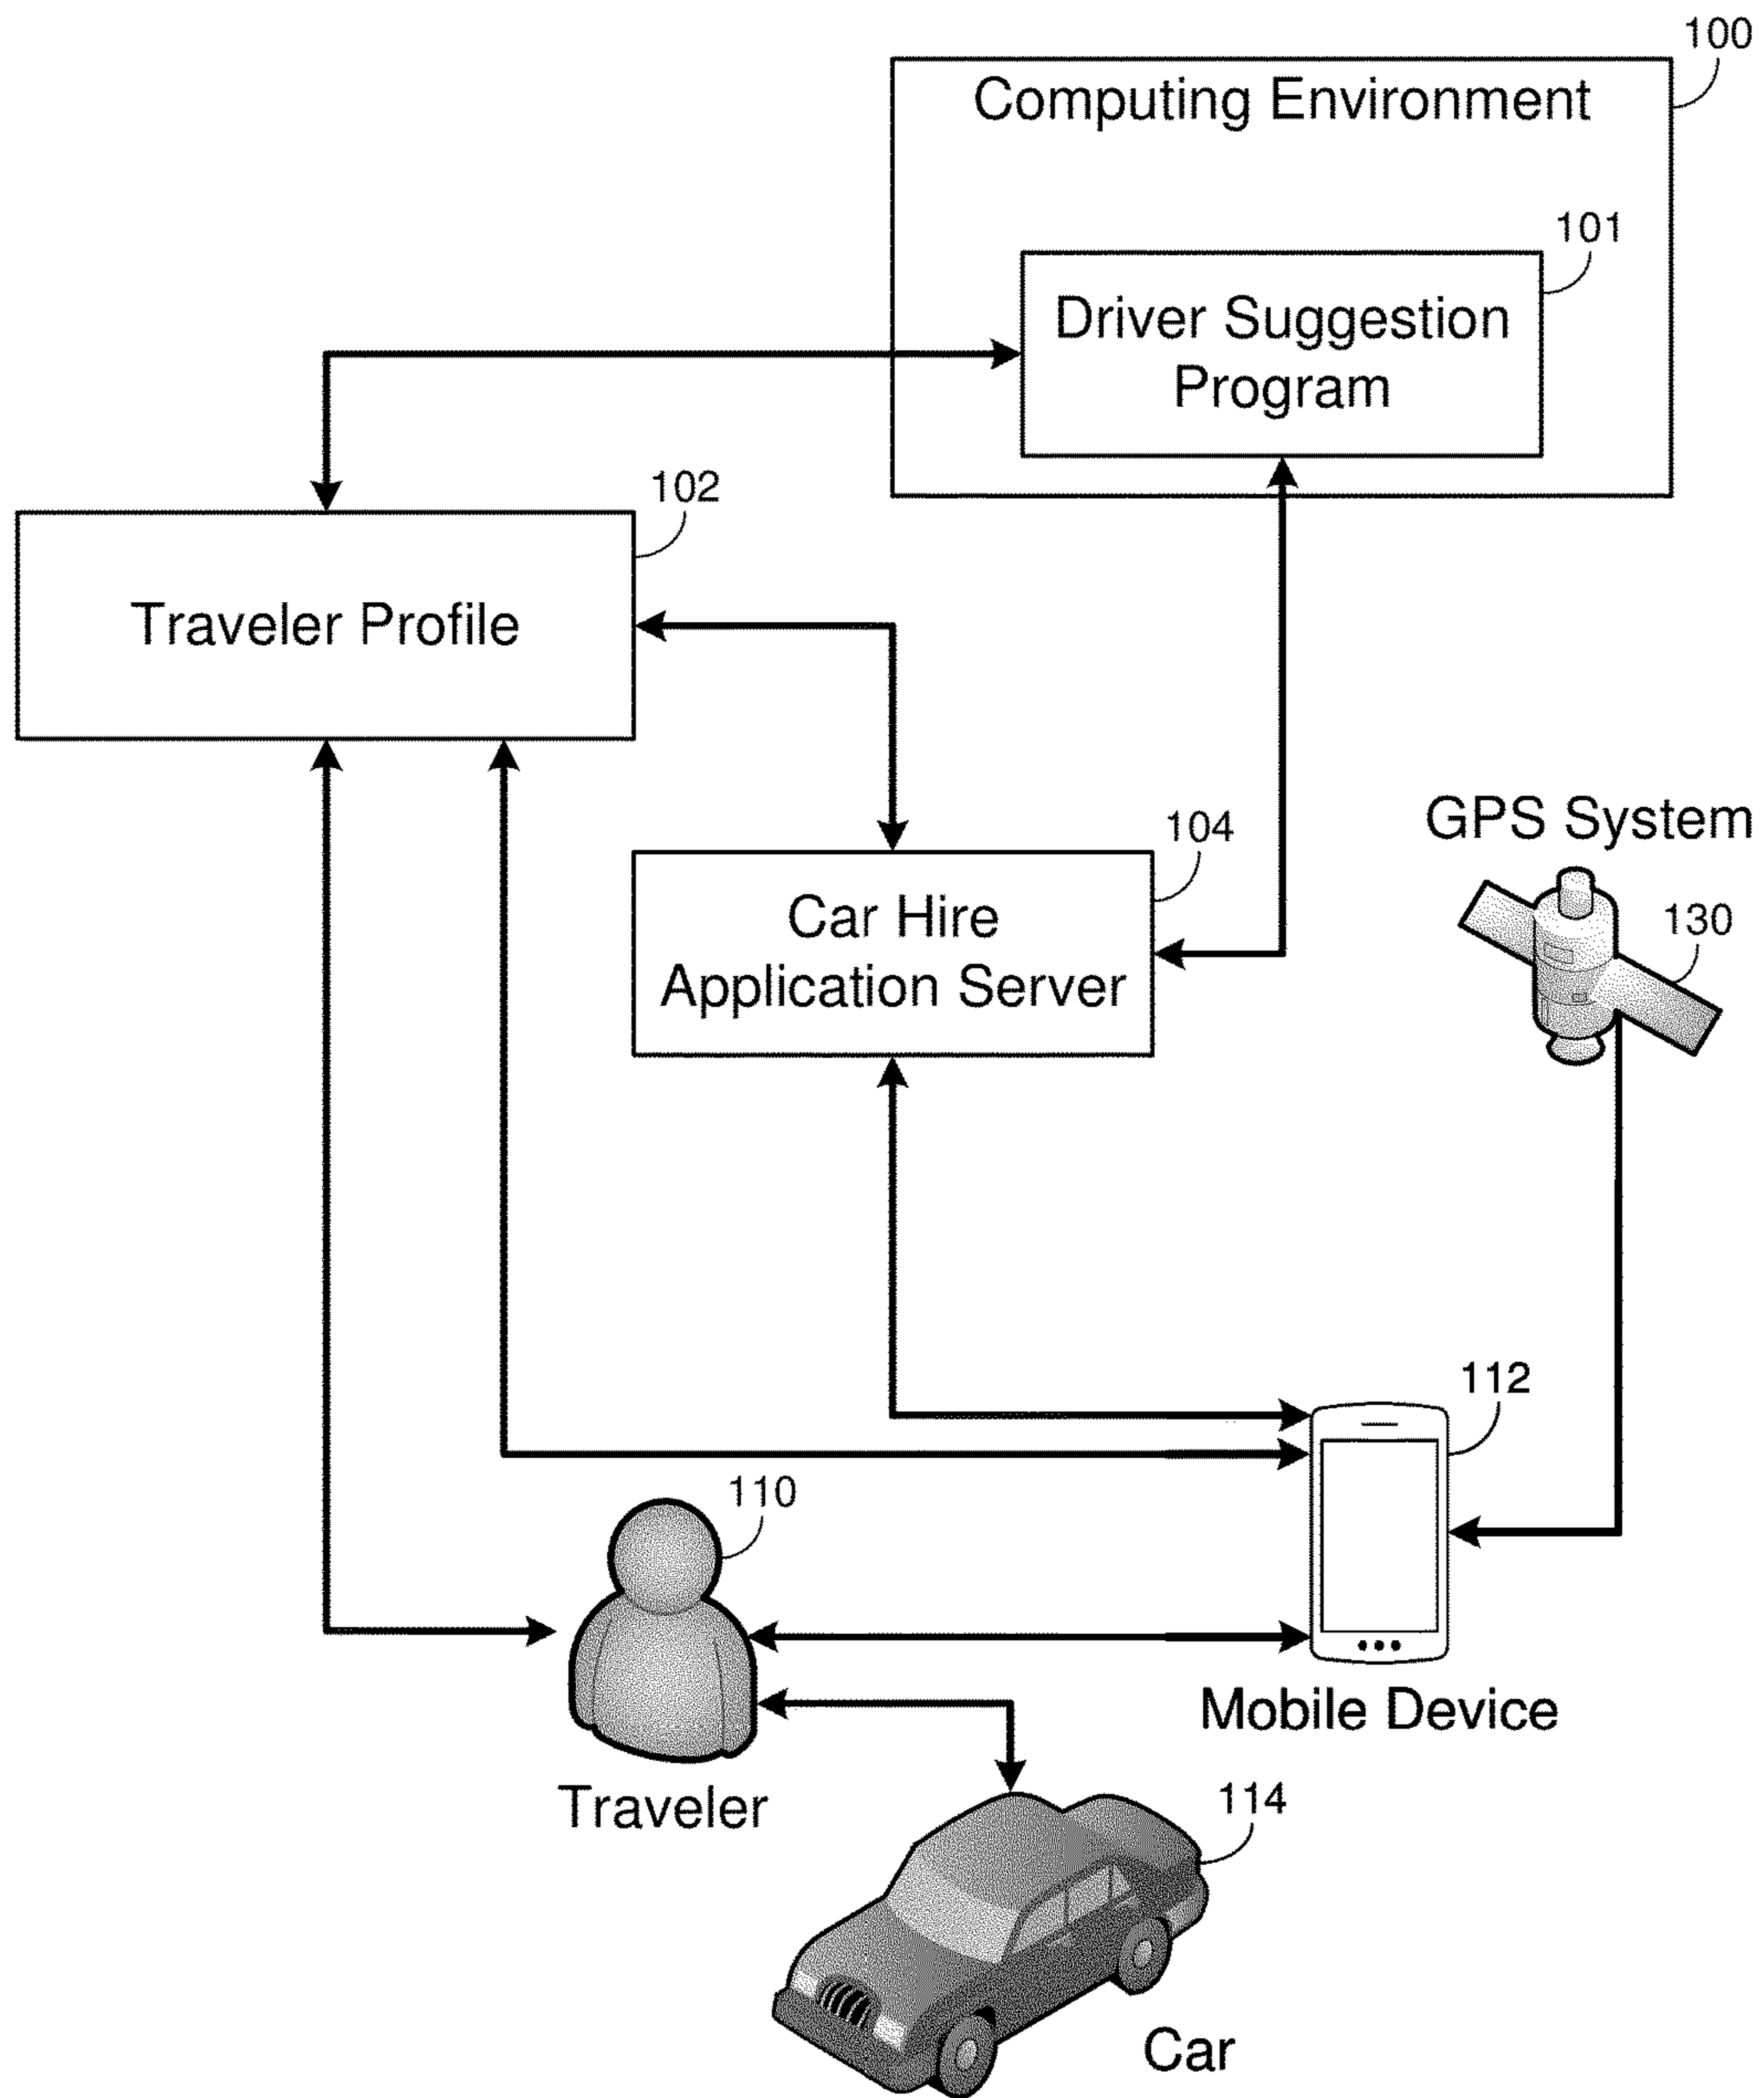 100
Computing Environment
101
Driver Suggestion
Program
102
Traveler Profile
104
Car Hire
Application Server
GPS System
130
112
110
Mobile Device
Traveler
114
Car